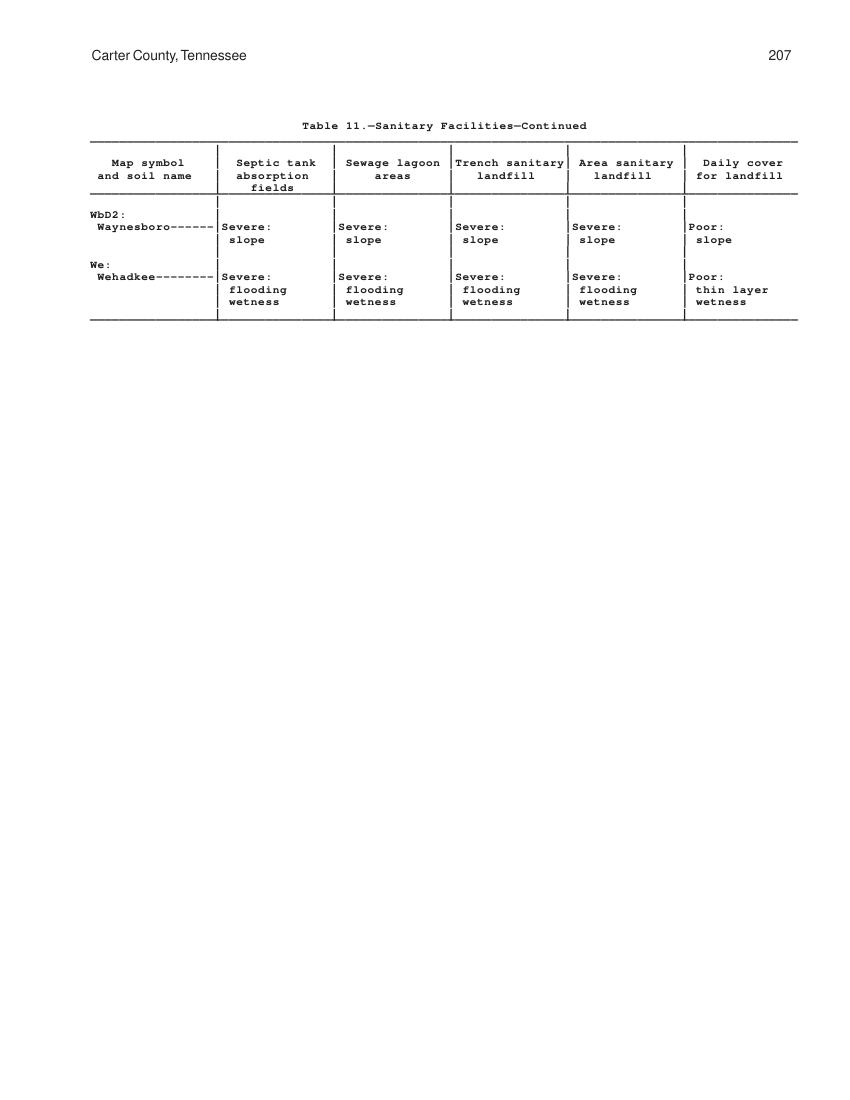 Carter County, Tennessee 207
Table 11.—Sanitary Facilities—Continued
Map symbol Septic tank Sewage lagoon Trench sanitary Area sanitary Daily cover
and soil name absorption areas landfill landfill for landfill
fields
WbD2:
Waynesboro------ Severe: Severe: Severe: Severe: Poor:
slope slope slope slope slope
We:
Wehadkee-------- Severe: Severe: Severe: Severe: Poor:
flooding flooding flooding flooding thin layer
wetness wetness wetness wetness wetness